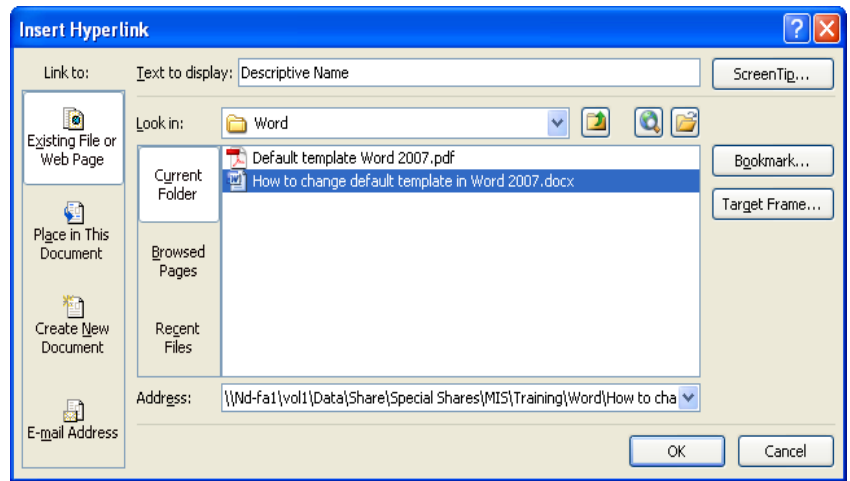 Insert Hyperlink
Link to:
Text to display: Descriptive Name
ScreenTip...
Existing File or
Web Page
Look in: Word
Current
Folder
Default template Word 2007.pdf
How to change default template in Word 2007.docx
Bookmark...
Target Frame...
Place in This
Document
Browsed
Pages
Create New
Document
Recent
Files
Address: \\Nd-fa1\vol1\Data\Share\Special Shares\MIS\Training\Word\How to cha
E-mail Address
OK
Cancel